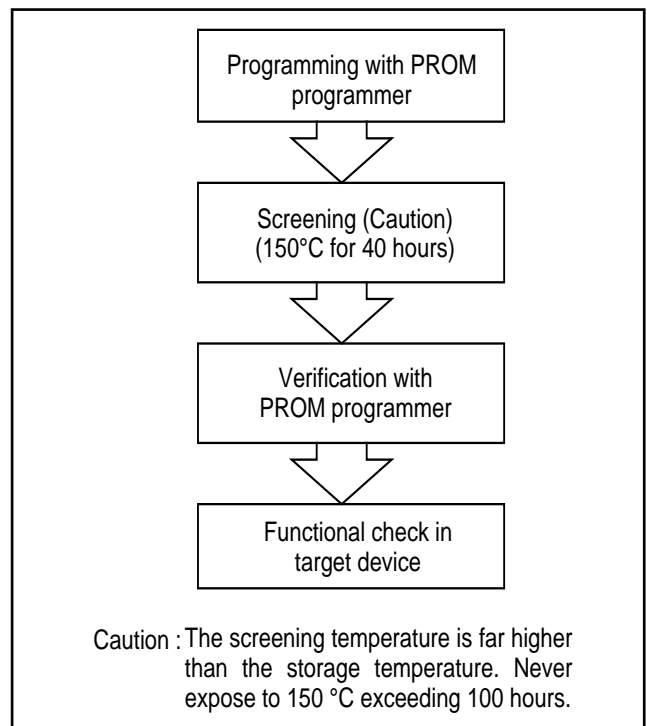 Programming with PROM
programmer
Screening (Caution)
(150°C for 40 hours)
Verification with
PROM programmer
Functional check in
target device
Caution : The screening temperature is far higher
than the storage temperature. Never
expose to 150 °C exceeding 100 hours.